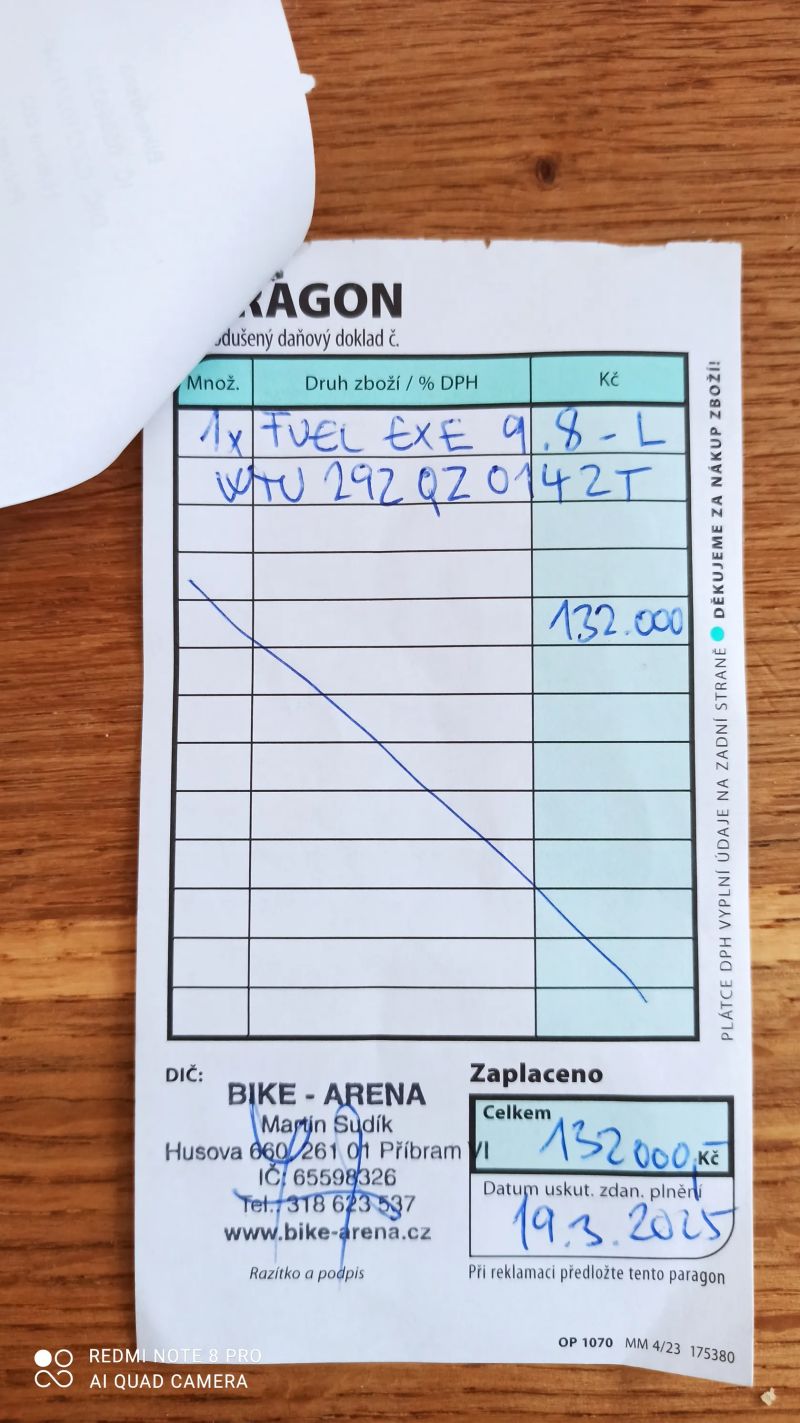 RAGON
odušený daňový doklad č.
Množ. Druh zboží / % DPH Kč
1x FUEL EXE 9.8 - L
WTU 292 QZ 0142T
132.000
DĚKUJEME ZA NÁKUP ZBOŽÍ!
PLÁTCE DPH VYPLNÍ ÚDAJE NA ZADNÍ STRANĚ
DIČ:
BIKE - ARENA
Martin Sudík
Husova 660, 261 01 Příbram VI
IČ: 65598326
Tel.: 318 623 537
www.bike-arena.cz
Razítko a podpis
Zaplaceno
Celkem
132000,- Kč
Datum uskut. zdan. plnění
19.3.2025
Při reklamaci předložte tento paragon
OP 1070 MM 4/23 175380
REDMI NOTE 8 PRO
AI QUAD CAMERA